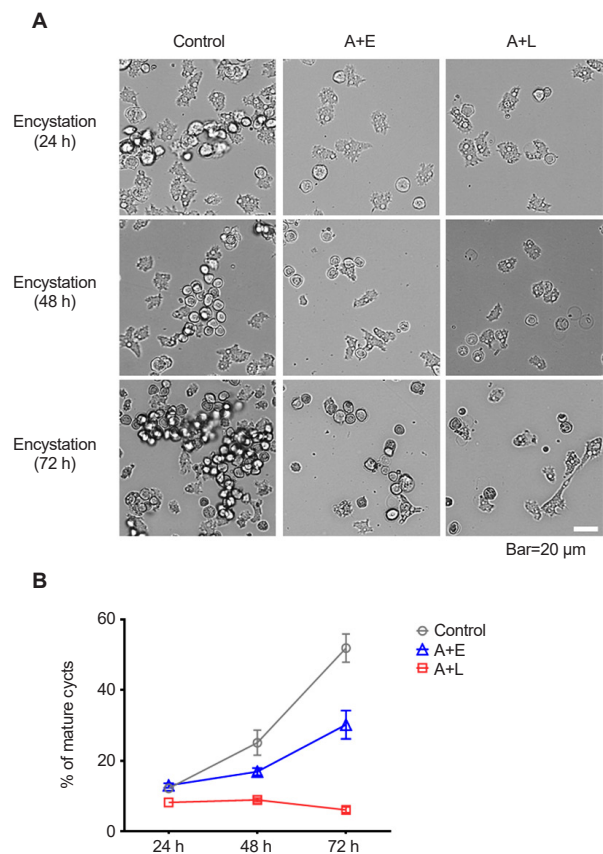 A
Control A+E A+L
Encystation
(24 h)
Encystation
(48 h)
Encystation
(72 h)
Bar=20 µm
B
60
40
20
0
% of mature cycts
24 h 48 h 72 h
Control
A+E
A+L